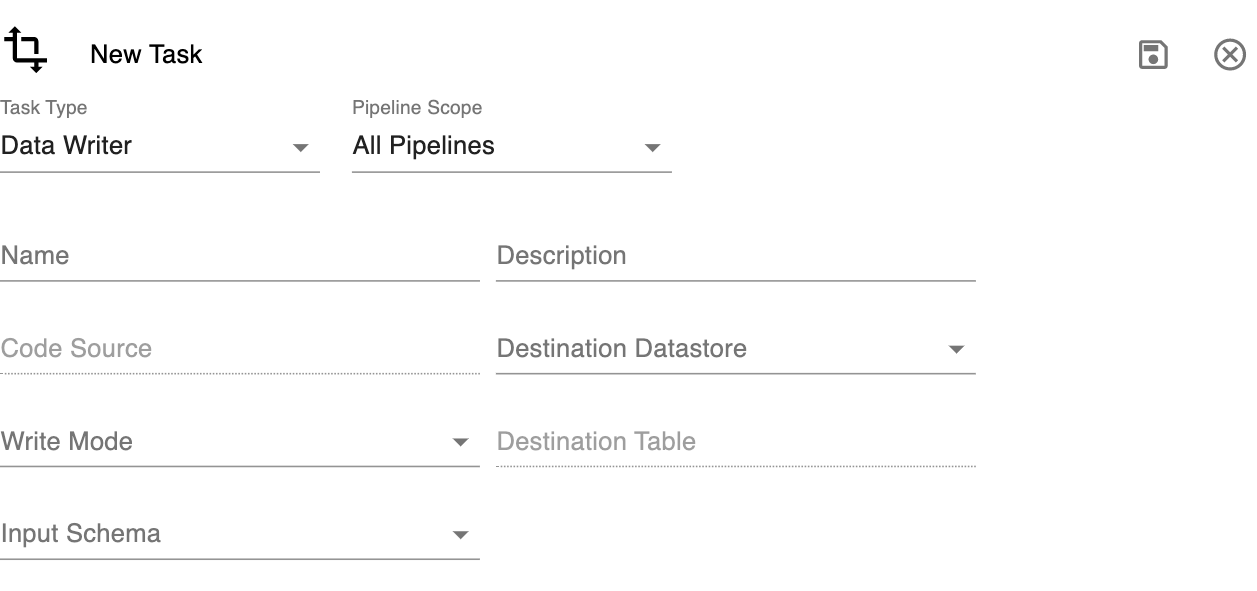 New Task
Task Type
Pipeline Scope
Data Writer
All Pipelines
Name
Description
Code Source
Destination Datastore
Write Mode
Destination Table
Input Schema